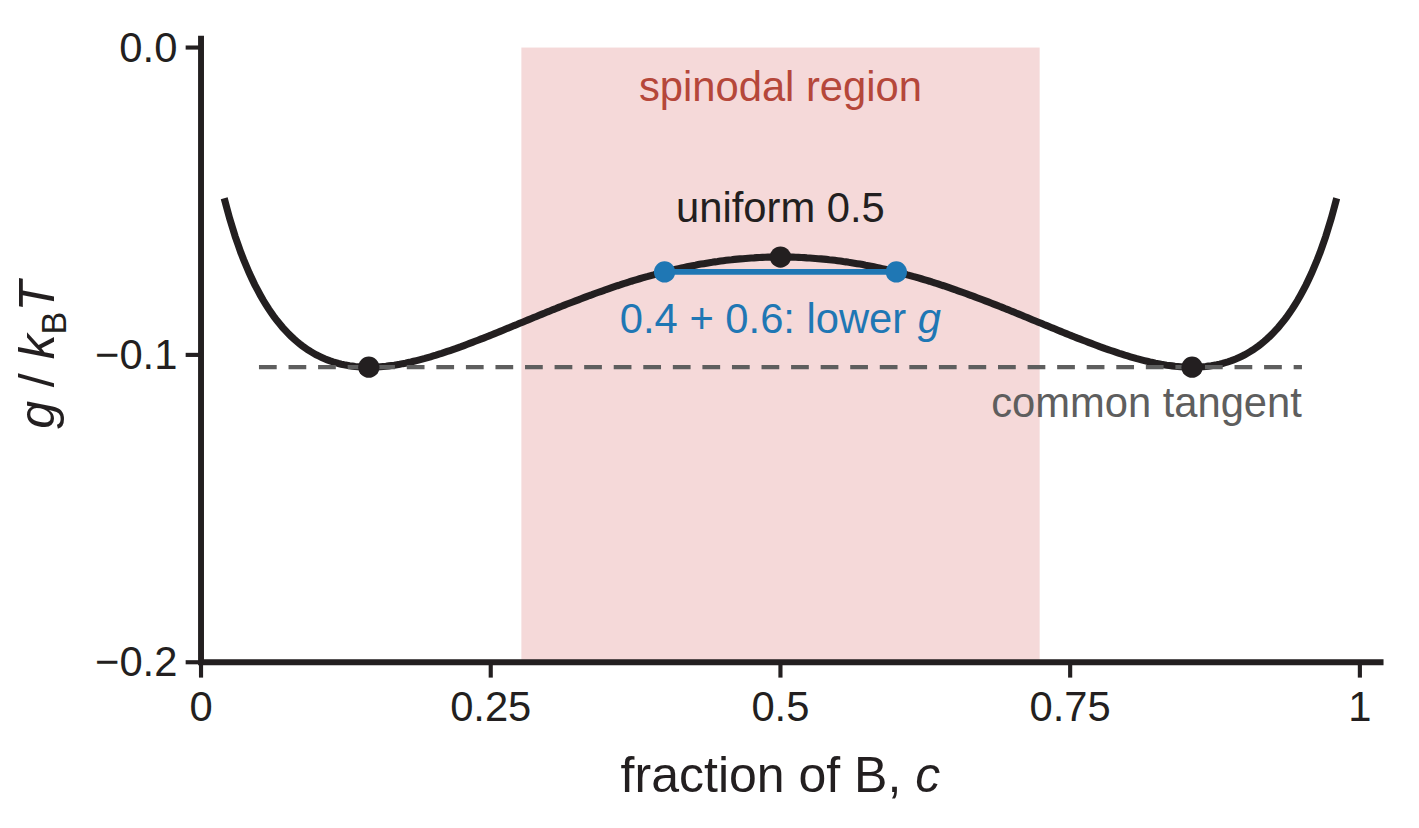 0.0
spinodal region
uniform 0.5
0.4 + 0.6: lower g
−0.1
common tangent
−0.2
g / kBT
0
0.25
0.5
0.75
1
fraction of B, c